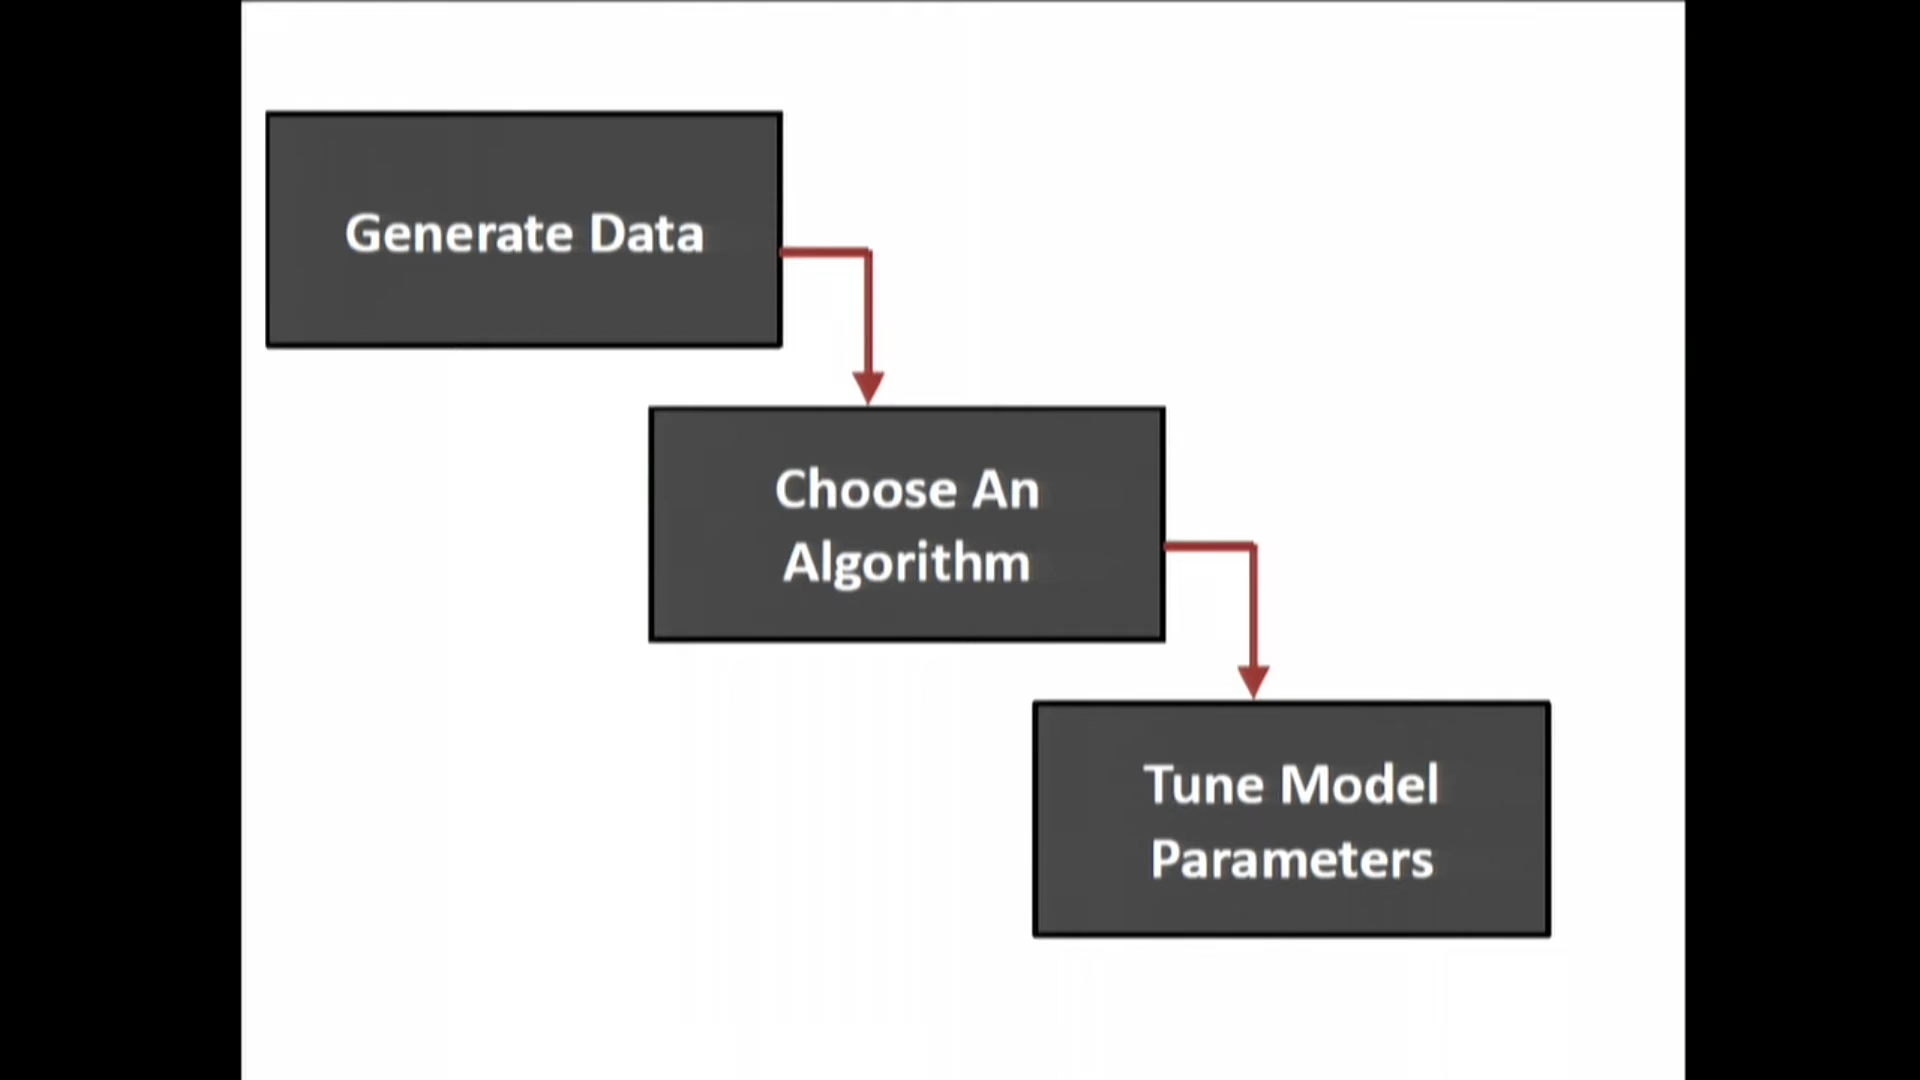 Generate Data
Choose An
Algorithm
Tune Model
Parameters